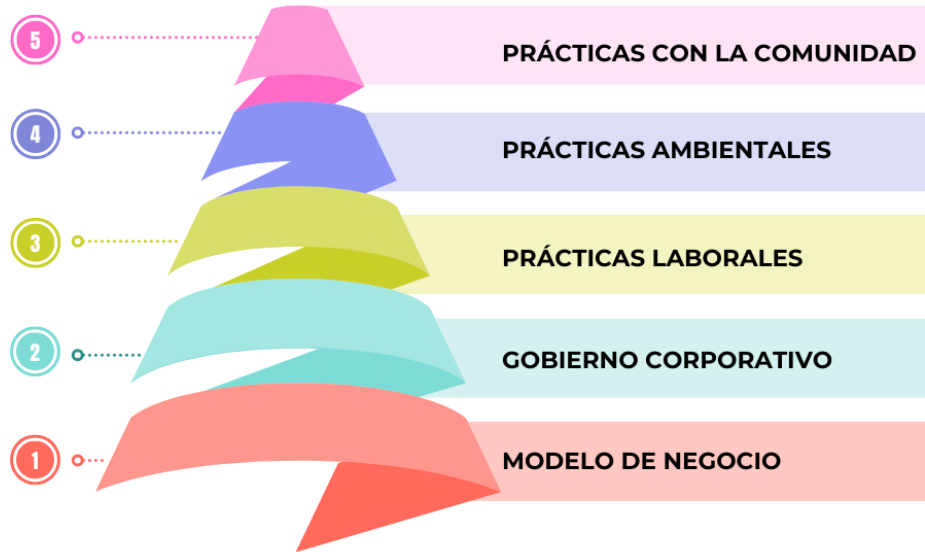 5
PRÁCTICAS CON LA COMUNIDAD
4
PRÁCTICAS AMBIENTALES
3
PRÁCTICAS LABORALES
2
GOBIERNO CORPORATIVO
1
MODELO DE NEGOCIO